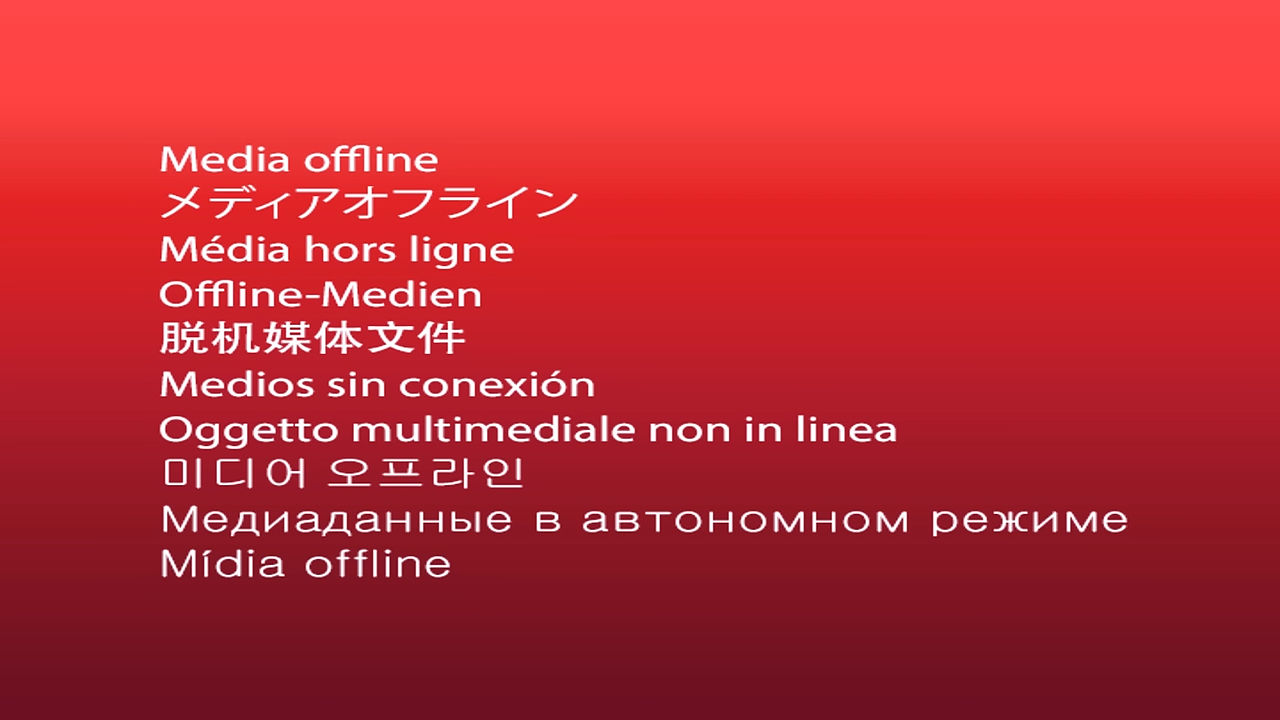 Media offline
メディアオフライン
Média hors ligne
Offline-Medien
脱机媒体文件
Medios sin conexión
Oggetto multimediale non in linea
미디어 오프라인
Медиаданные в автономном режиме
Mídia offline